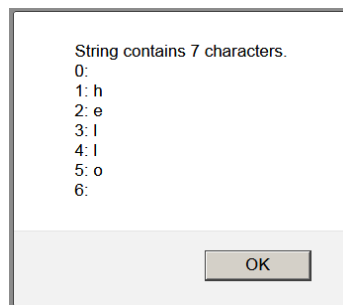 String contains 7 characters.
0:
1: h
2: e
3: l
4: l
5: o
6:
OK